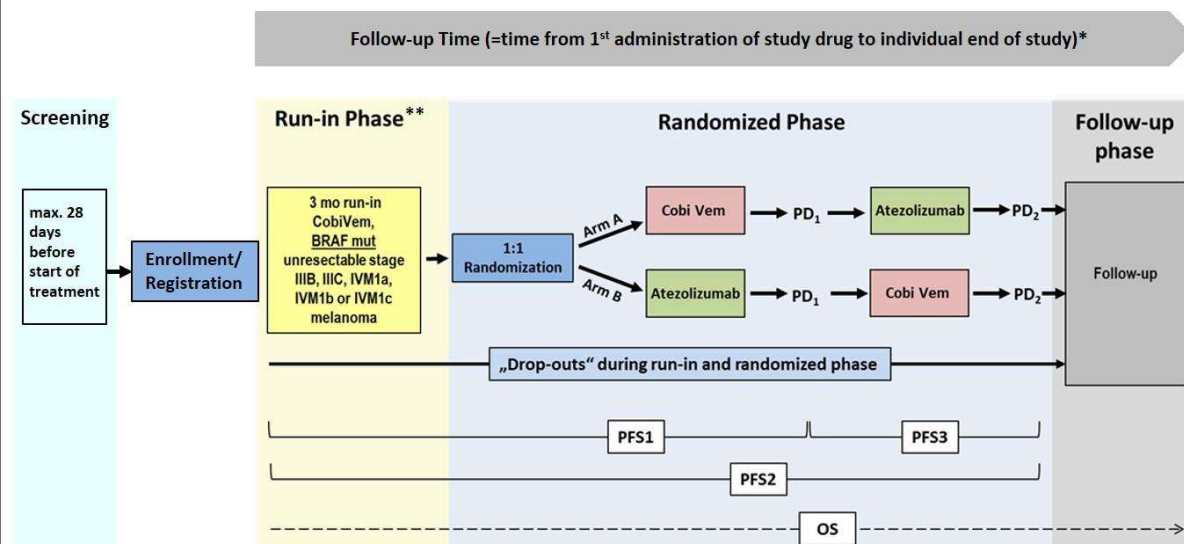 Follow-up Time (=time from 1st administration of study drug to individual end of study)*
Screening
Run-in Phase**
Randomized Phase
Follow-up
phase
max. 28
days
before
start of
treatment
Enrollment/
Registration
3 mo run-in
CobiVem,
BRAF mut
unresectable stage
IIIB, IIIC, IVM1a,
IVM1b or IVM1c
melanoma
1:1
Randomization
Arm A
Cobi Vem
PD1
Atezolizumab
PD2
Arm B
Atezolizumab
PD1
Cobi Vem
PD2
Follow-up
„Drop-outs“ during run-in and randomized phase
PFS1
PFS3
PFS2
OS